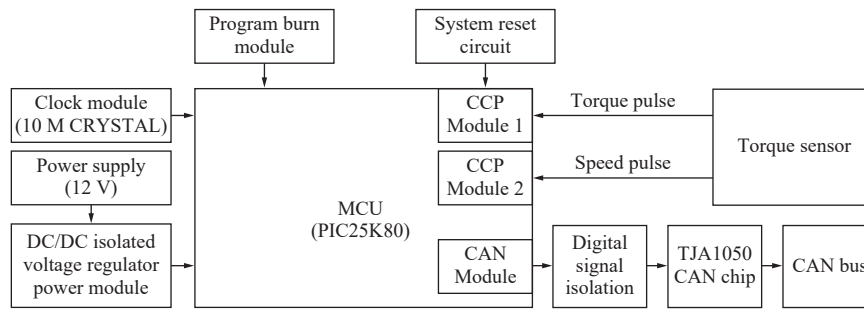 Program burn
module
System reset
circuit
Clock module
(10 M CRYSTAL)
CCP
Module 1
Torque pulse
Torque sensor
Power supply
(12 V)
CCP
Module 2
Speed pulse
MCU
(PIC25K80)
DC/DC isolated
voltage regulator
power module
CAN
Module
Digital
signal
isolation
TJA1050
CAN chip
CAN bus